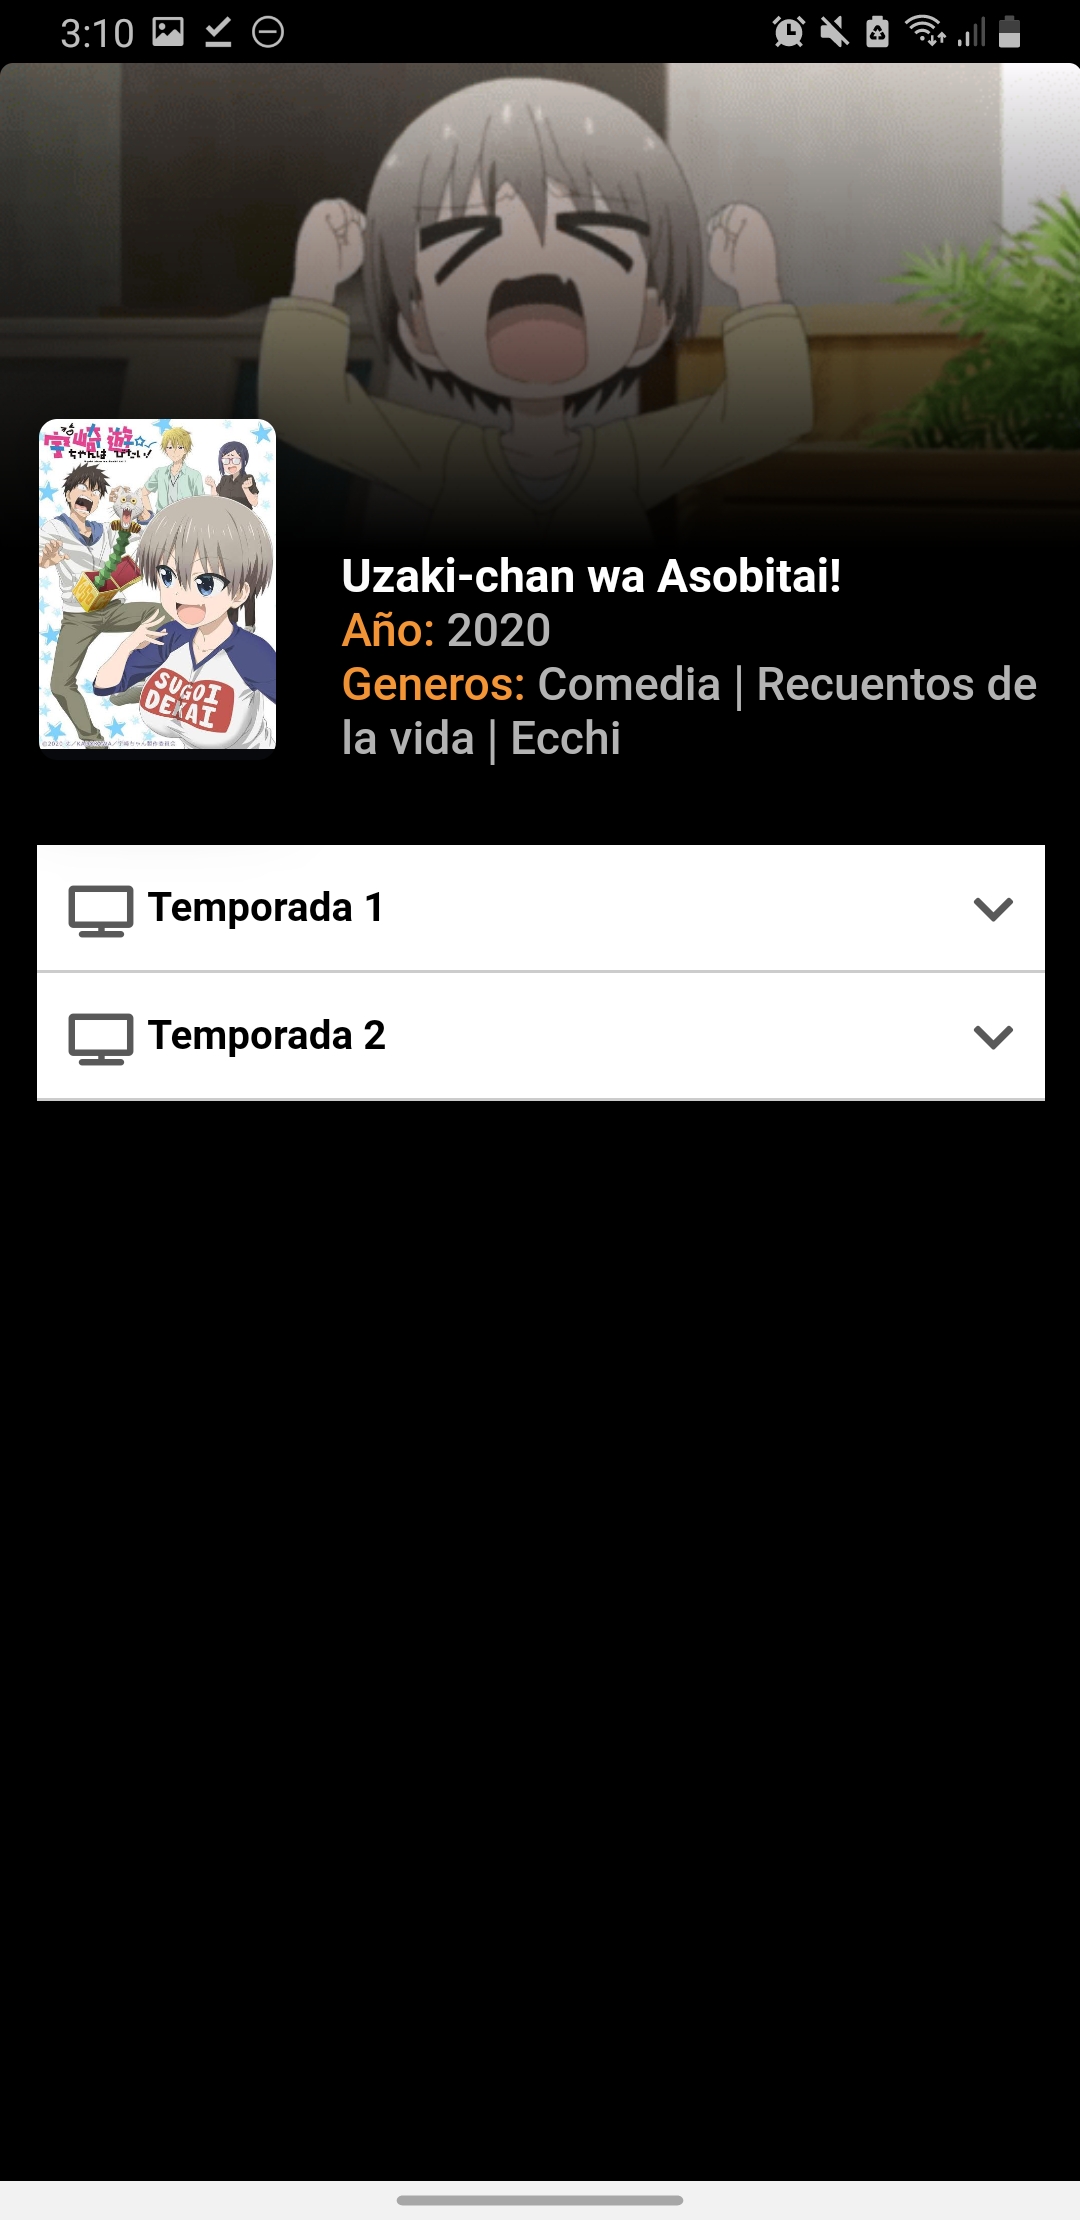 3:10
宇崎
ちゃんは
遊
びたい!
SUGOI
DEKAI
Uzaki-chan wa Asobitai!
Año: 2020
Generos: Comedia | Recuentos de
la vida | Ecchi
Temporada 1
Temporada 2